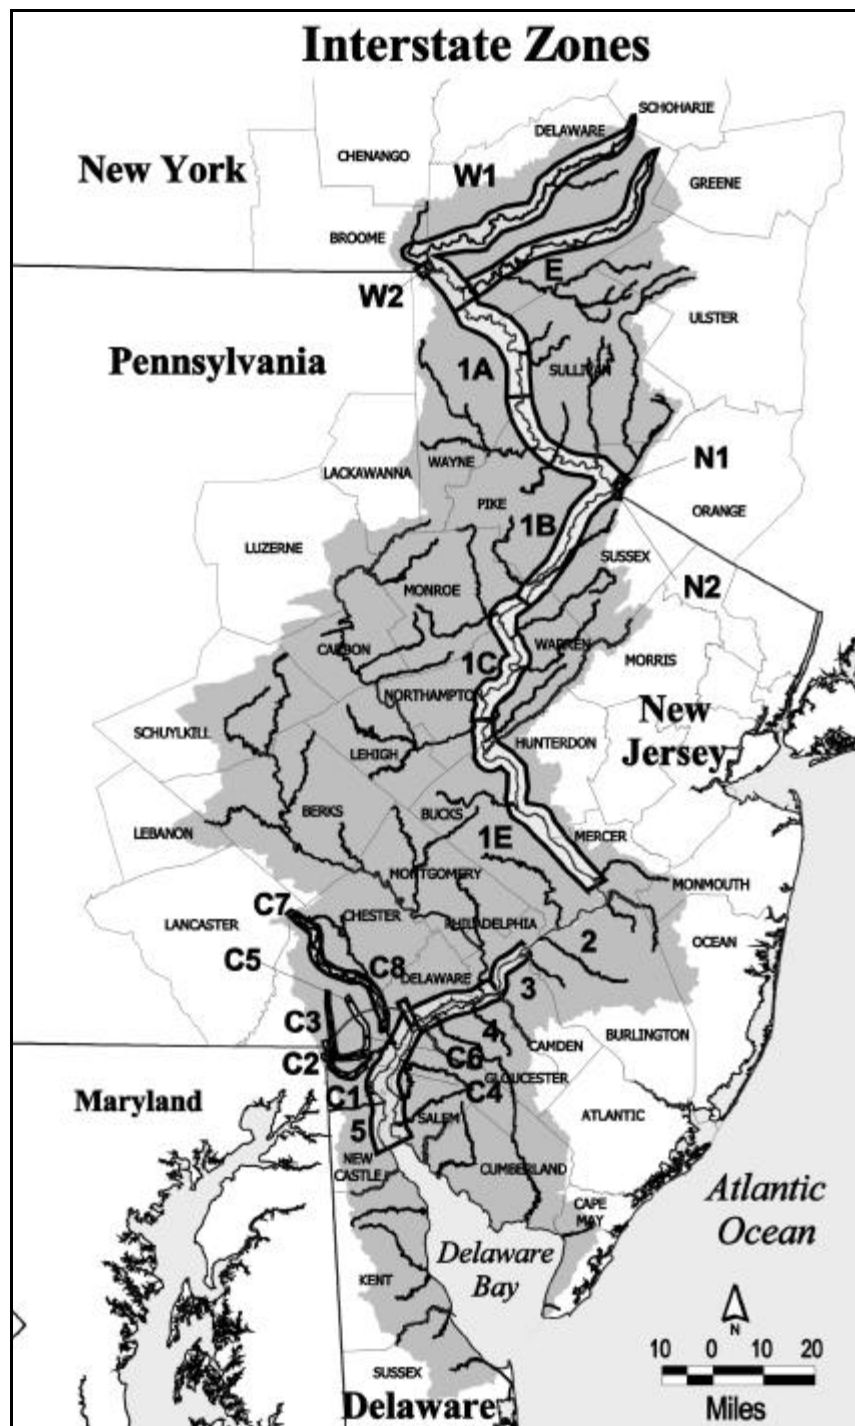 Interstate Zones
SCHOHARIE
DELAWARE
CHENANGO
New York
W1
GREENE
BROOME
E
W2
ULSTER
Pennsylvania
1A
SULLIVAN
WAYNE
N1
LACKAWANNA
PIKE
ORANGE
1B
LUZERNE
SUSSEX
MONROE
N2
WARREN
CARBON
1C
MORRIS
NORTHAMPTON
New
Jersey
SCHUYLKILL
HUNTERDON
LEHIGH
BERKS
BUCKS
LEBANON
1E
MERCER
MONTGOMERY
MONMOUTH
C7
CHESTER
LANCASTER
PHILADELPHIA
OCEAN
2
C5
C8
DELAWARE
3
C3
4
BURLINGTON
CAMDEN
C2
C6
GLOUCESTER
Maryland
C1
C4
SALEM
ATLANTIC
5
NEW
CASTLE
CUMBERLAND
CAPE
MAY
Atlantic
Ocean
Delaware
Bay
KENT
N
10 0 10 20
Miles
SUSSEX
Delaware